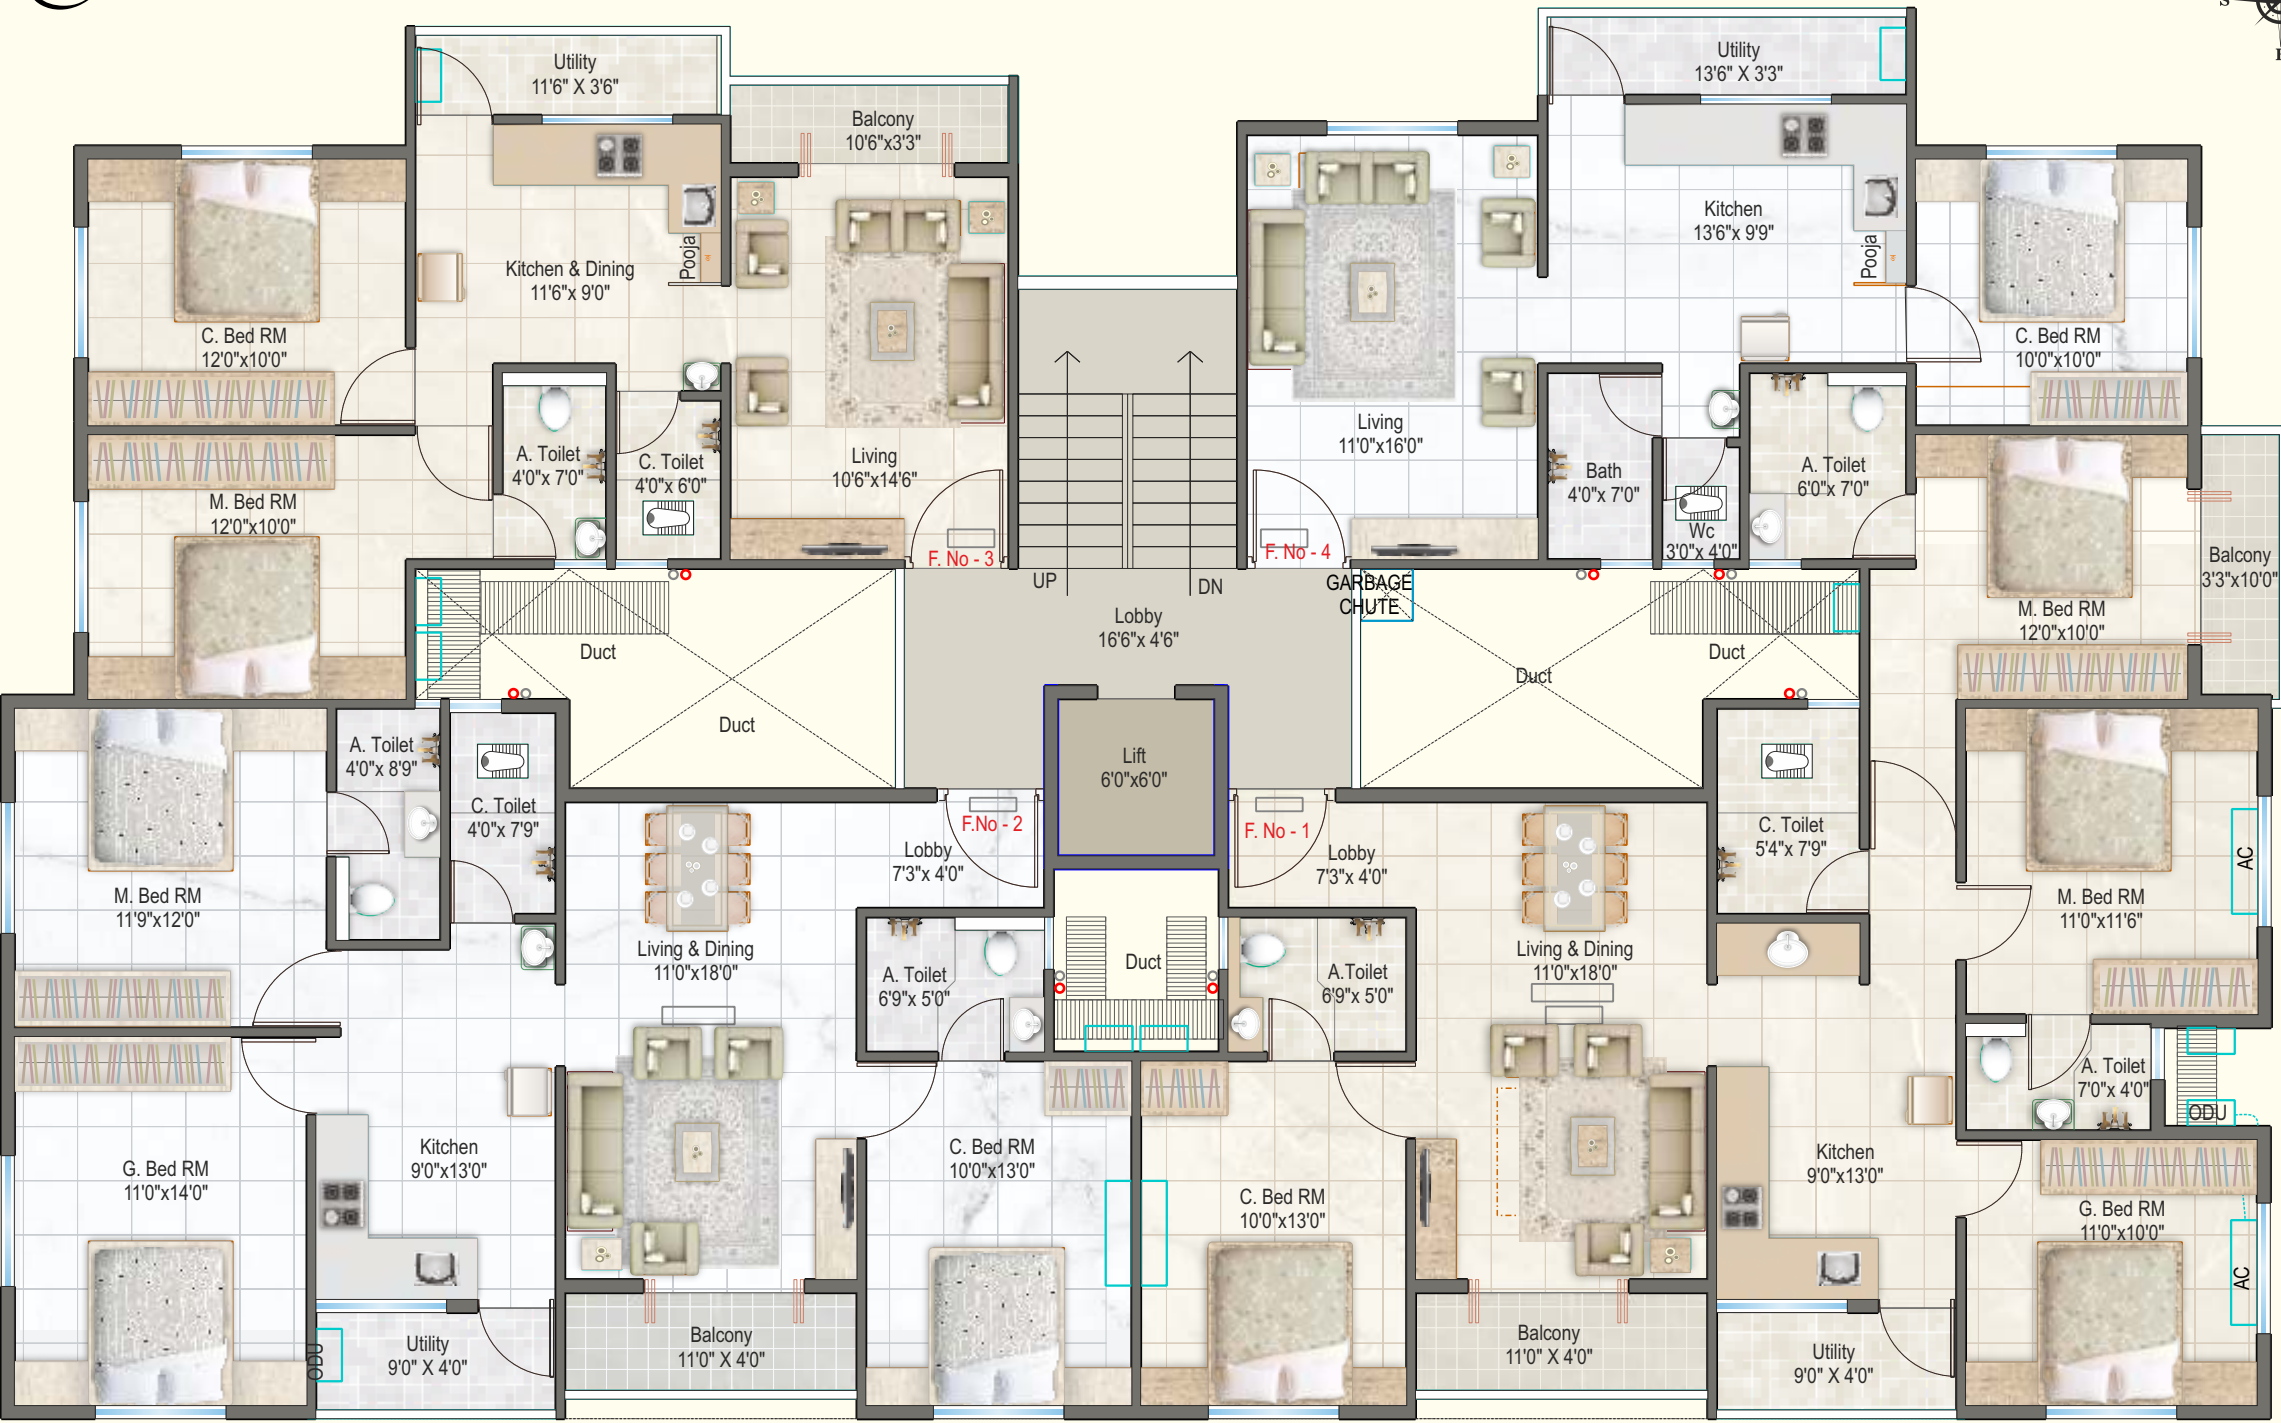 S
Utility
11'6" X 3'6"
Balcony
10'6"x3'3"
Utility
13'6" X 3'3"
Kitchen & Dining
11'6"x 9'0"
Pooja
C. Bed RM
12'0"x10'0"
Kitchen
13'6"x 9'9"
Pooja
C. Bed RM
10'0"x10'0"
A. Toilet
4'0"x 7'0"
C. Toilet
4'0"x 6'0"
Living
10'6"x14'6"
Living
11'0"x16'0"
Bath
4'0"x 7'0"
Wc
3'0"x 4'0"
A. Toilet
6'0"x 7'0"
M. Bed RM
12'0"x10'0"
F. No - 3
F. No - 4
UP
DN
GARBAGE
CHUTE
Lobby
16'6"x 4'6"
Balcony
3'3"x10'0"
M. Bed RM
12'0"x10'0"
Duct
Duct
Duct
Duct
Lift
6'0"x6'0"
A. Toilet
4'0"x 8'9"
C. Toilet
4'0"x 7'9"
F.No - 2
F. No - 1
Lobby
7'3"x 4'0"
Lobby
7'3"x 4'0"
C. Toilet
5'4"x 7'9"
M. Bed RM
11'9"x12'0"
M. Bed RM
11'0"x11'6"
AC
Living & Dining
11'0"x18'0"
A. Toilet
6'9"x 5'0"
Duct
A.Toilet
6'9"x 5'0"
Living & Dining
11'0"x18'0"
A. Toilet
7'0"x 4'0"
ODU
G. Bed RM
11'0"x14'0"
Kitchen
9'0"x13'0"
C. Bed RM
10'0"x13'0"
C. Bed RM
10'0"x13'0"
Kitchen
9'0"x13'0"
G. Bed RM
11'0"x10'0"
AC
ODU
Utility
9'0" X 4'0"
Balcony
11'0" X 4'0"
Balcony
11'0" X 4'0"
Utility
9'0" X 4'0"